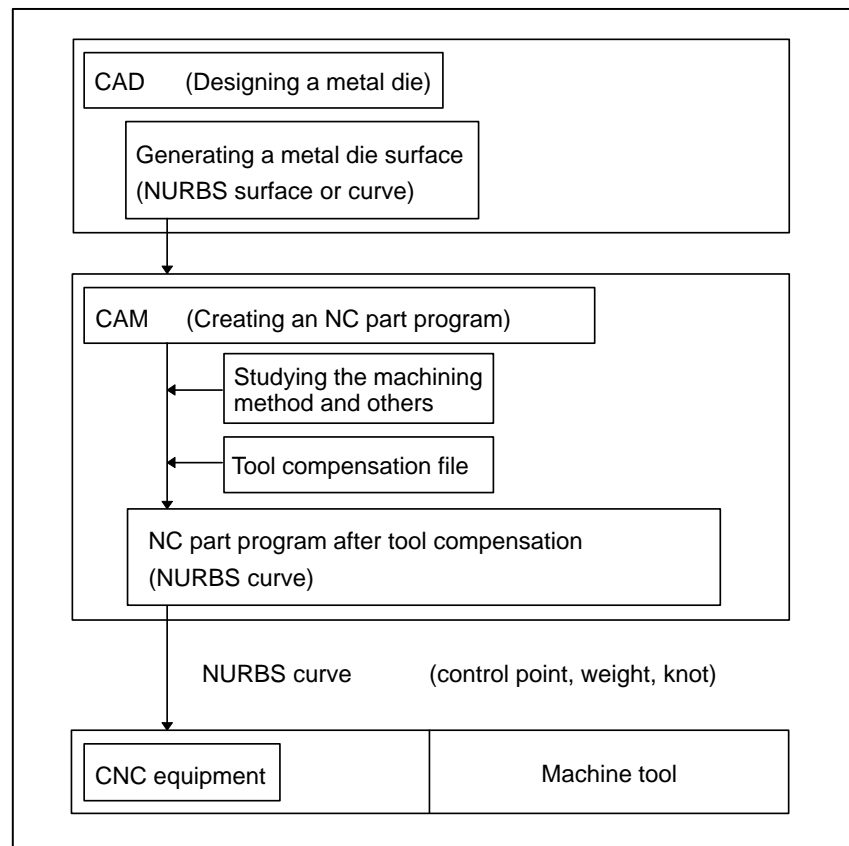 CAD (Designing a metal die)
Generating a metal die surface
(NURBS surface or curve)
CAM (Creating an NC part program)
Studying the machining
method and others
Tool compensation file
NC part program after tool compensation
(NURBS curve)
NURBS curve (control point, weight, knot)
CNC equipment Machine tool